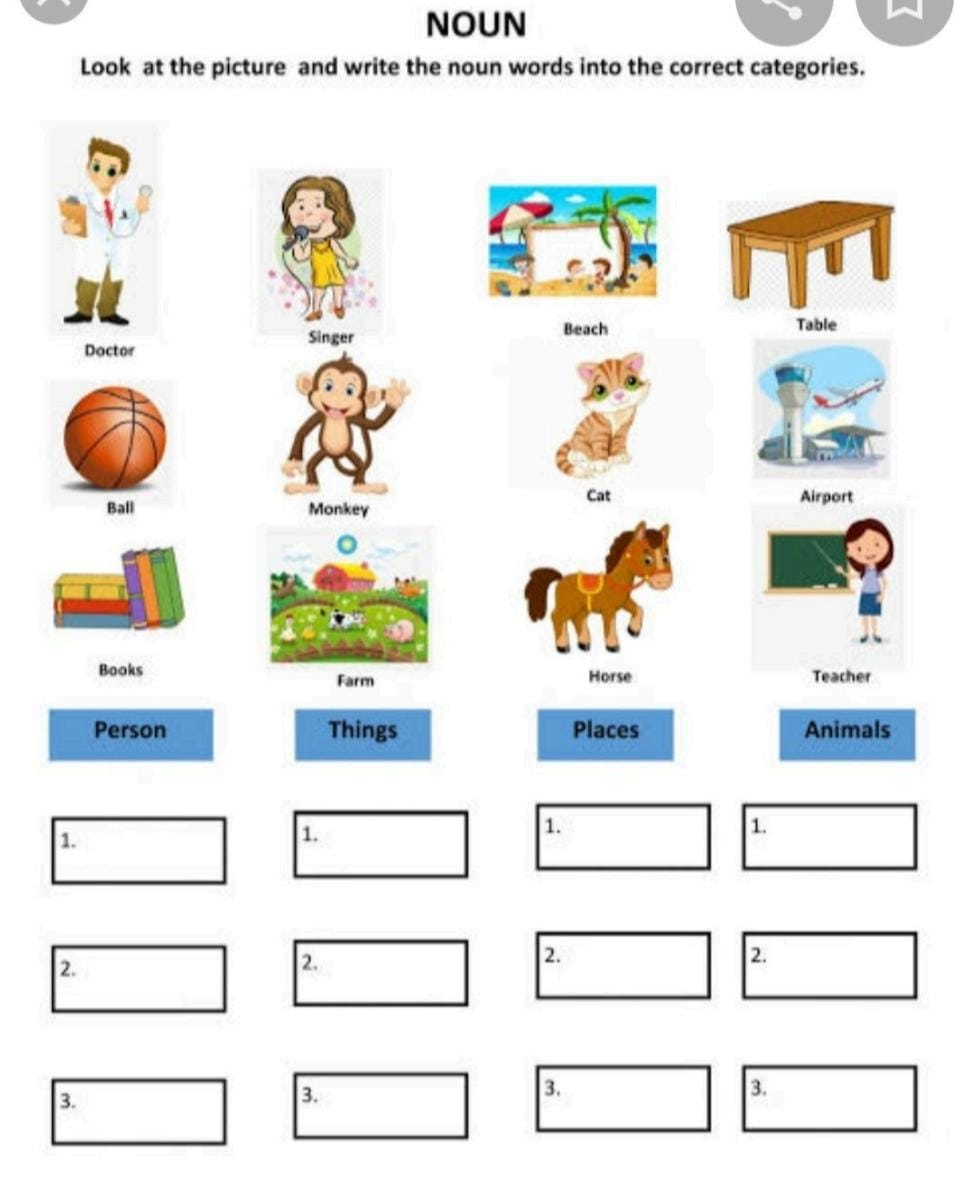 NOUN
Look at the picture and write the noun words into the correct categories.
Doctor
Singer
Beach
Table
Ball
Monkey
Cat
Airport
Books
Farm
Horse
Teacher
Person Things Places Animals
1. 1. 1. 1.
2. 2. 2. 2.
3. 3. 3. 3.